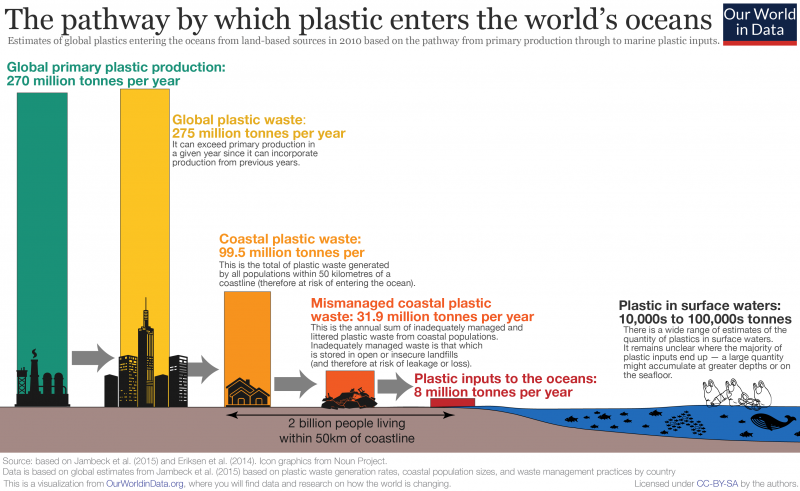 The pathway by which plastic enters the world's oceans
Our World
in Data
Estimates of global plastics entering the oceans from land-based sources in 2010 based on the pathway from primary production through to marine plastic inputs.
Global primary plastic production:
270 million tonnes per year
Global plastic waste:
275 million tonnes per year
It can exceed primary production in
a given year since it can incorporate
production from previous years.
Coastal plastic waste:
99.5 million tonnes per
This is the total of plastic waste generated
by all populations within 50 kilometres of a
coastline (therefore at risk of entering the ocean).
Mismanaged coastal plastic
waste: 31.9 million tonnes per year
This is the annual sum of inadequately managed and
littered plastic waste from coastal populations.
Inadequately managed waste is that which
is stored in open or insecure landfills
(and therefore at risk of leakage or loss).
Plastic inputs to the oceans:
8 million tonnes per year
Plastic in surface waters:
10,000s to 100,000s tonnes
There is a wide range of estimates of the
quantity of plastics in surface waters.
It remains unclear where the majority of
plastic inputs end up — a large quantity
might accumulate at greater depths or on
the seafloor.
2 billion people living
within 50km of coastline
Source: based on Jambeck et al. (2015) and Eriksen et al. (2014). Icon graphics from Noun Project.
Data is based on global estimates from Jambeck et al. (2015) based on plastic waste generation rates, coastal population sizes, and waste management practices by country
This is a visualization from OurWorldinData.org, where you will find data and research on how the world is changing.
Licensed under CC-BY-SA by the authors.